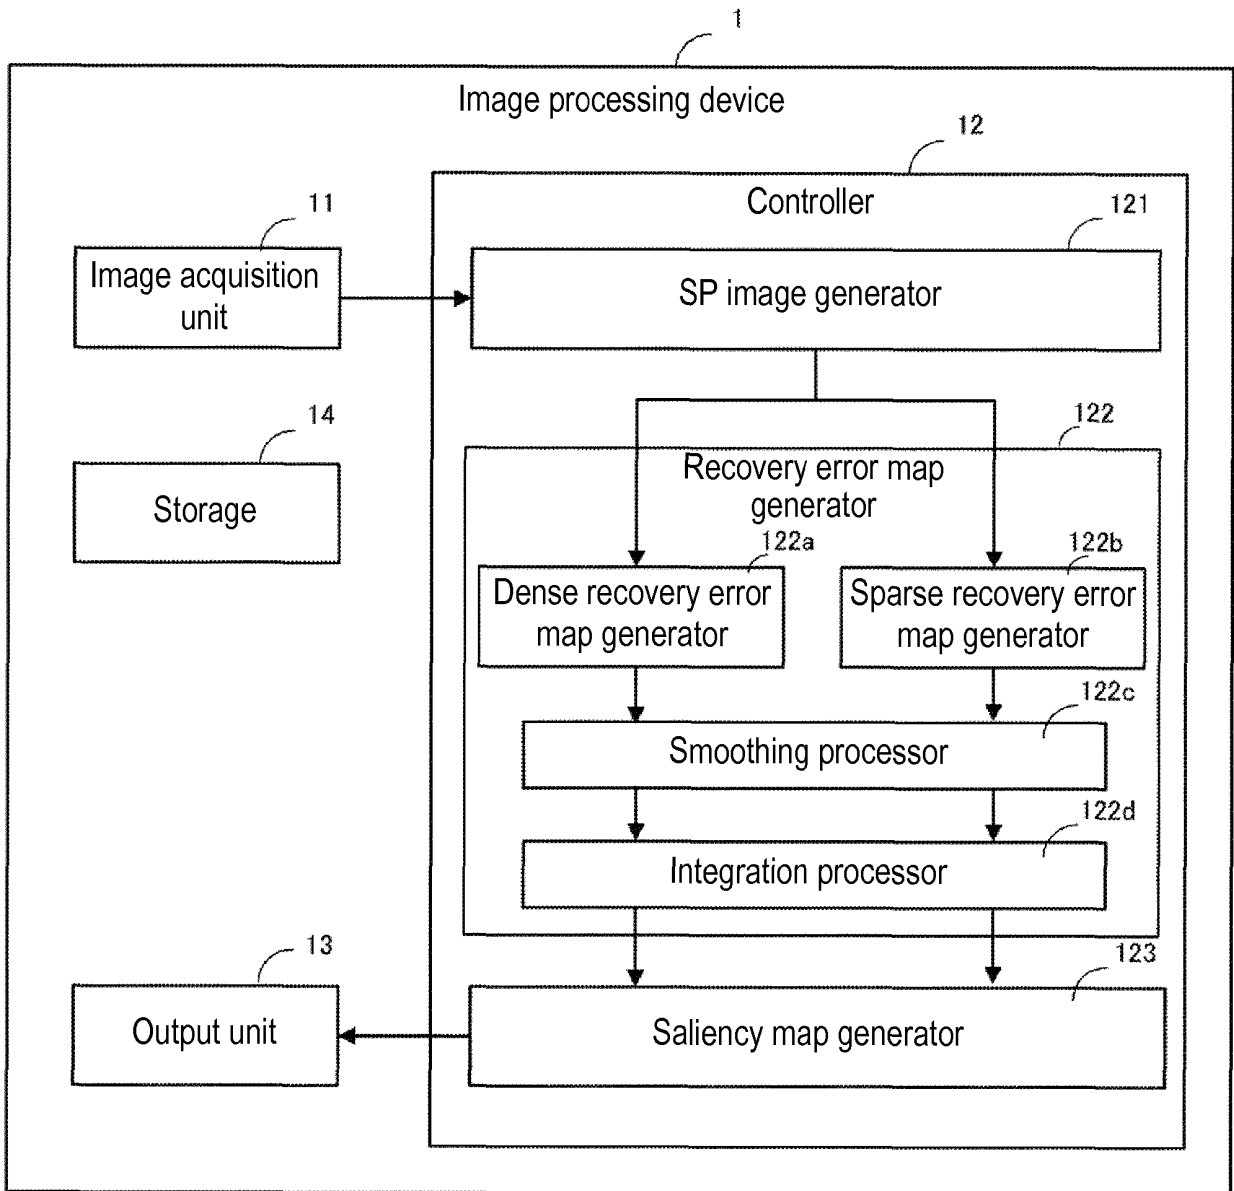 1
Image processing device
12
Controller
11
Image acquisition
unit
121
SP image generator
14
Storage
122
Recovery error map
generator
122a
Dense recovery error
map generator
122b
Sparse recovery error
map generator
122c
Smoothing processor
122d
Integration processor
13
Output unit
123
Saliency map generator